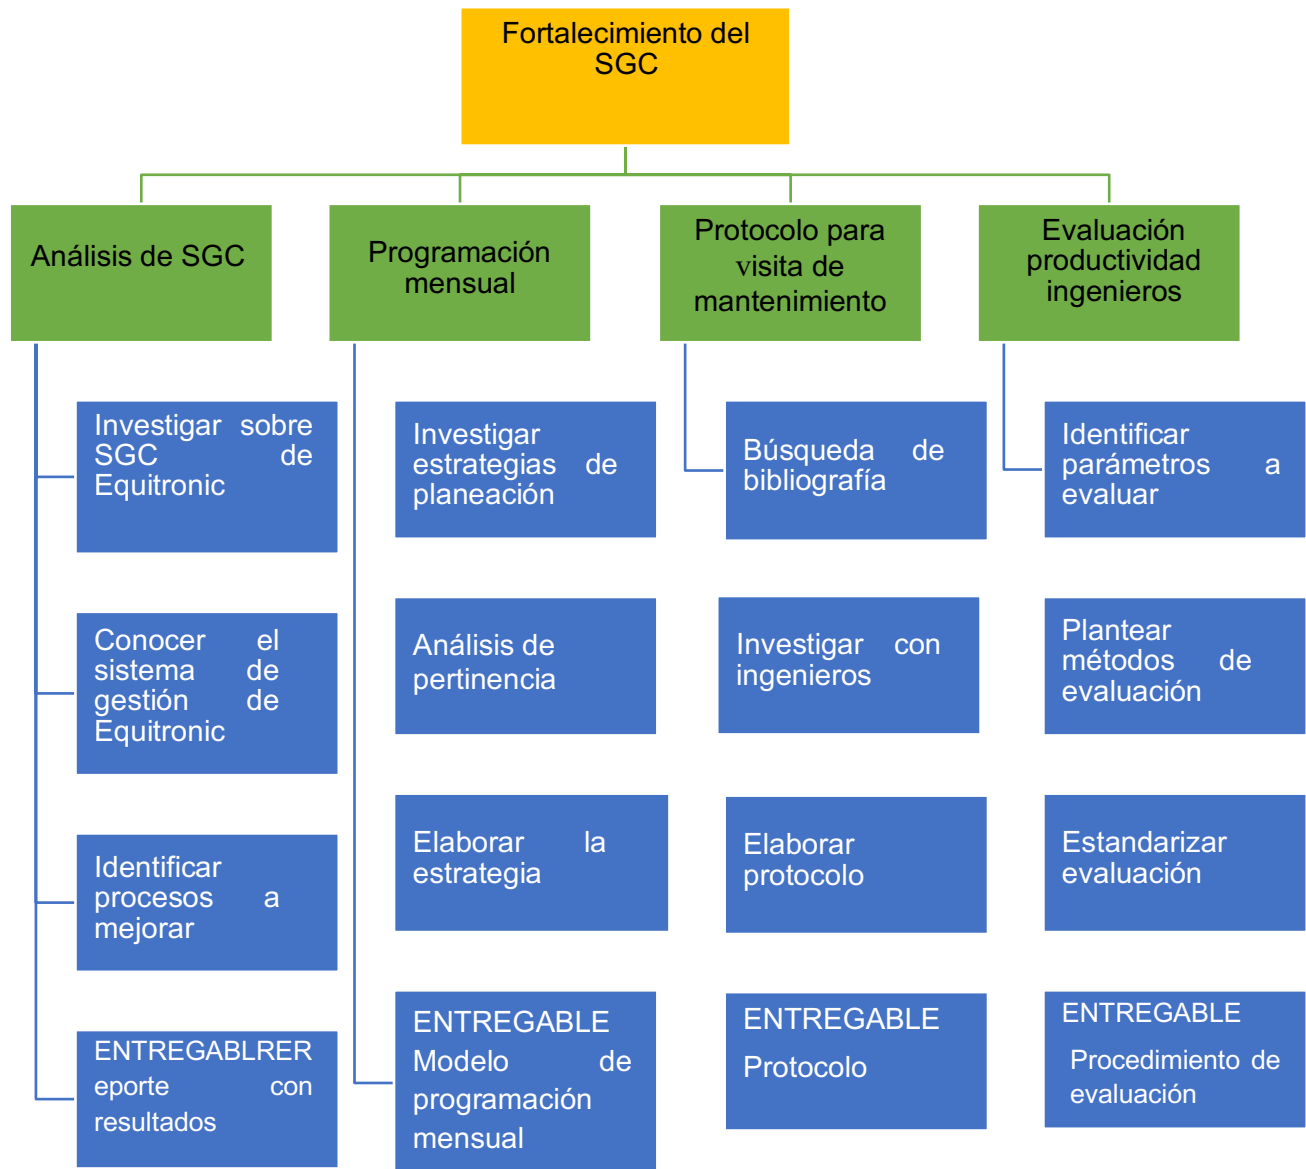 Fortalecimiento del
SGC
Análisis de SGC
Programación
mensual
Protocolo para
visita de
mantenimiento
Evaluación
productividad
ingenieros
Investigar sobre
SGC de
Equitronic
Conocer el
sistema de
gestión de
Equitronic
Identificar
procesos a
mejorar
ENTREGABLRER
eporte con
resultados
Investigar
estrategias de
planeación
Análisis de
pertinencia
Elaborar la
estrategia
ENTREGABLE
Modelo de
programación
mensual
Búsqueda de
bibliografía
Investigar con
ingenieros
Elaborar
protocolo
ENTREGABLE
Protocolo
Identificar
parámetros a
evaluar
Plantear
métodos de
evaluación
Estandarizar
evaluación
ENTREGABLE
Procedimiento de
evaluación